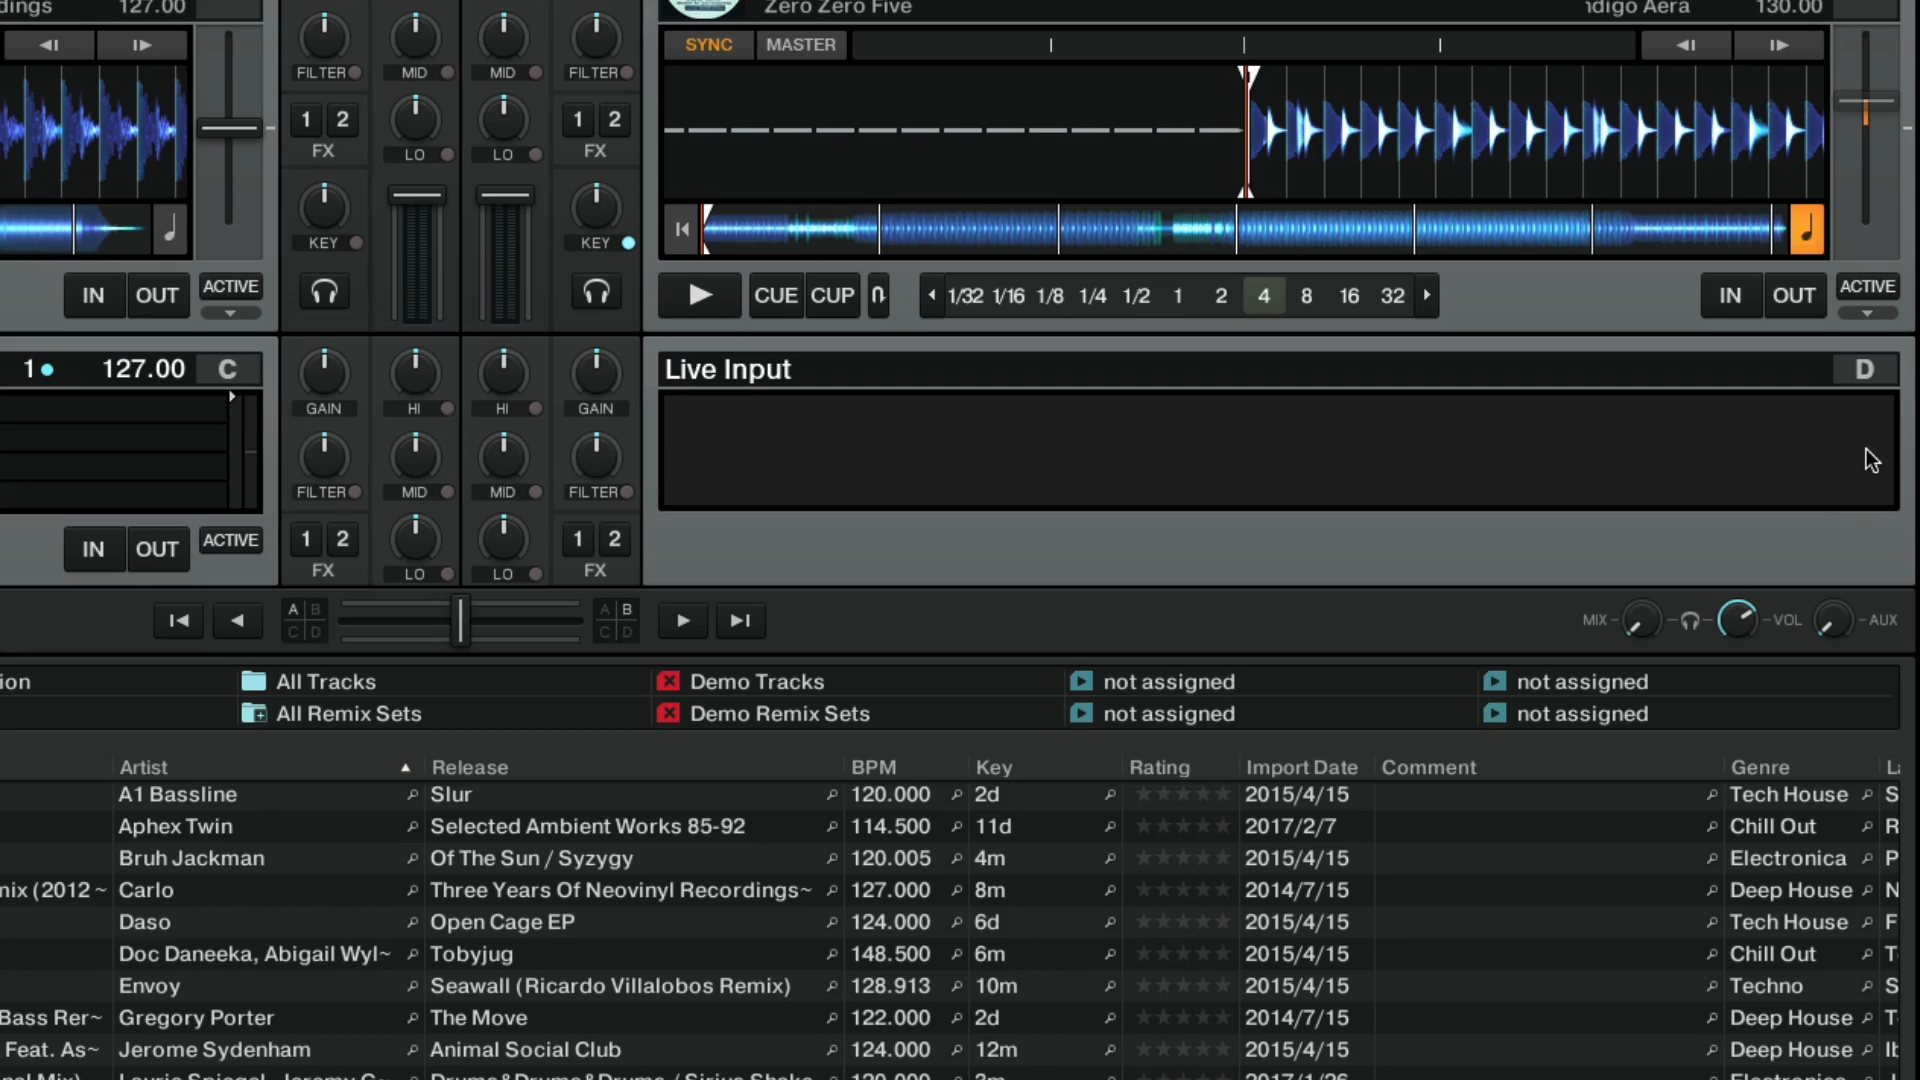 dings 127.00
Zero Zero Five ndigo Aera 130.00
SYNC MASTER
FILTER MID MID FILTER
1 2 1 2
FX LO LO FX
KEY KEY
IN OUT ACTIVE
CUE CUP 1/32 1/16 1/8 1/4 1/2 1 2 4 8 16 32 IN OUT ACTIVE
1 127.00 C
Live Input D
GAIN HI HI GAIN
FILTER MID MID FILTER
IN OUT ACTIVE 1 2 1 2
FX LO LO FX
A B C D A B C D MIX VOL AUX
ion All Tracks Demo Tracks not assigned not assigned
All Remix Sets Demo Remix Sets not assigned not assigned
Artist Release BPM Key Rating Import Date Comment Genre
A1 Bassline Slur 120.000 2d 2015/4/15 Tech House S
Aphex Twin Selected Ambient Works 85-92 114.500 11d 2017/2/7 Chill Out R
Bruh Jackman Of The Sun / Syzygy 120.005 4m 2015/4/15 Electronica P
nix (2012 ~ Carlo Three Years Of Neovinyl Recordings~ 127.000 8m 2014/7/15 Deep House N
Daso Open Cage EP 124.000 6d 2015/4/15 Tech House F
Doc Daneeka, Abigail Wyl~ Tobyjug 148.500 6m 2015/4/15 Chill Out T
Envoy Seawall (Ricardo Villalobos Remix) 128.913 10m 2015/4/15 Techno S
Bass Rer~ Gregory Porter The Move 122.000 2d 2014/7/15 Deep House T
Feat. As~ Jerome Sydenham Animal Social Club 124.000 12m 2015/4/15 Deep House Ib